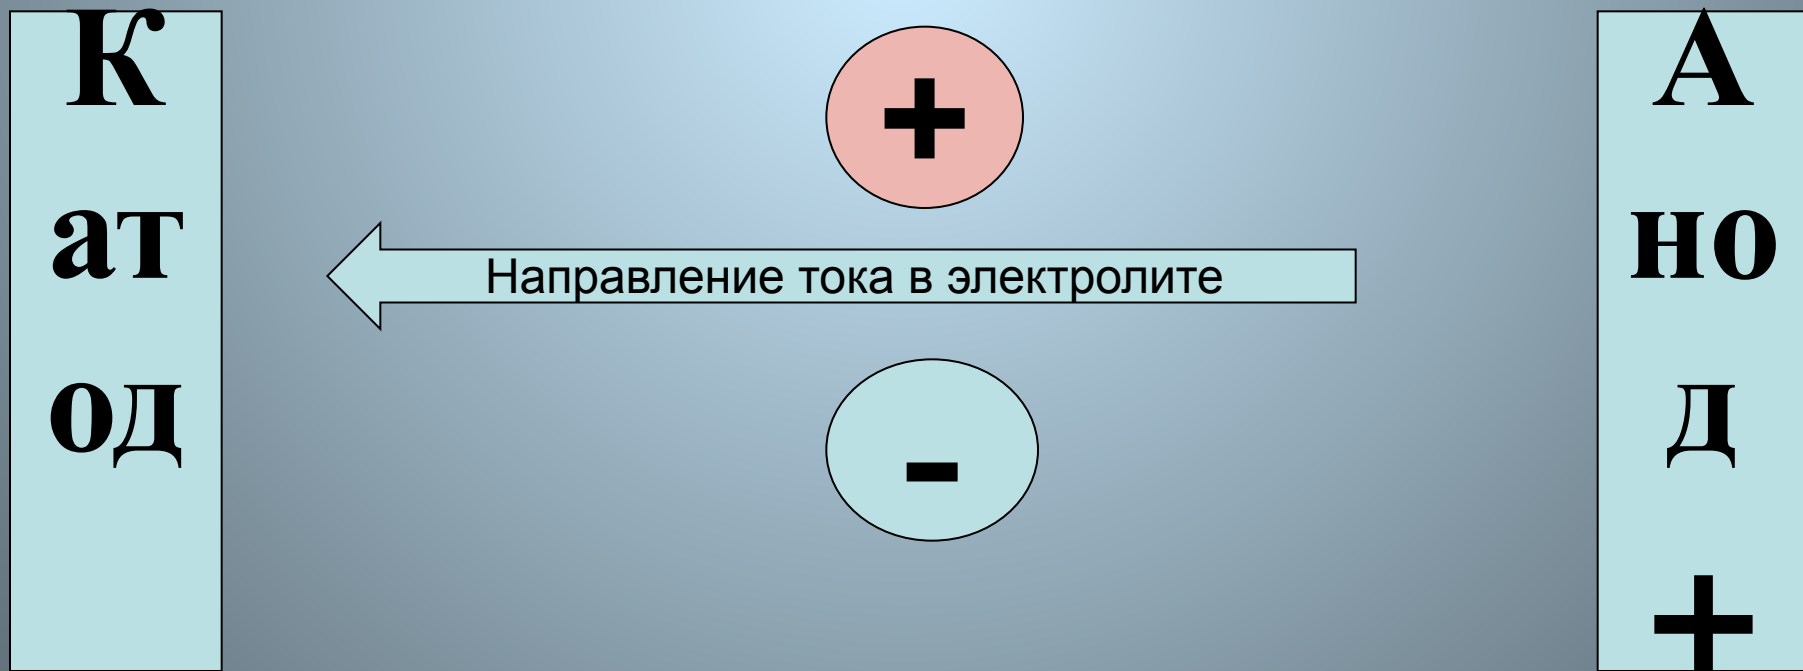 К
ат
од
+
Направление тока в электролите
-
А
но
д
+